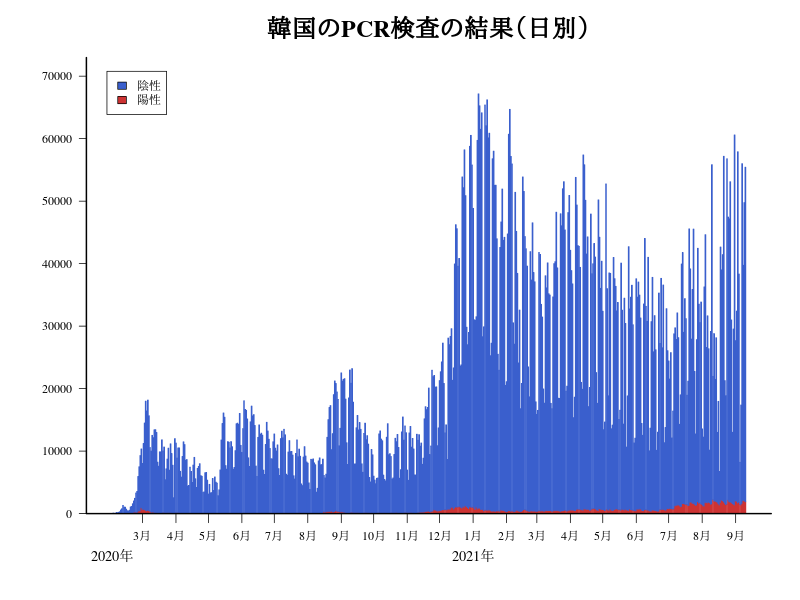 韓国のPCR検査の結果(日別)
70000
60000
50000
40000
30000
20000
10000
0
陰性
陽性
3月 4月 5月 6月 7月 8月 9月 10月 11月 12月 1月 2月 3月 4月 5月 6月 7月 8月 9月
2020年 2021年